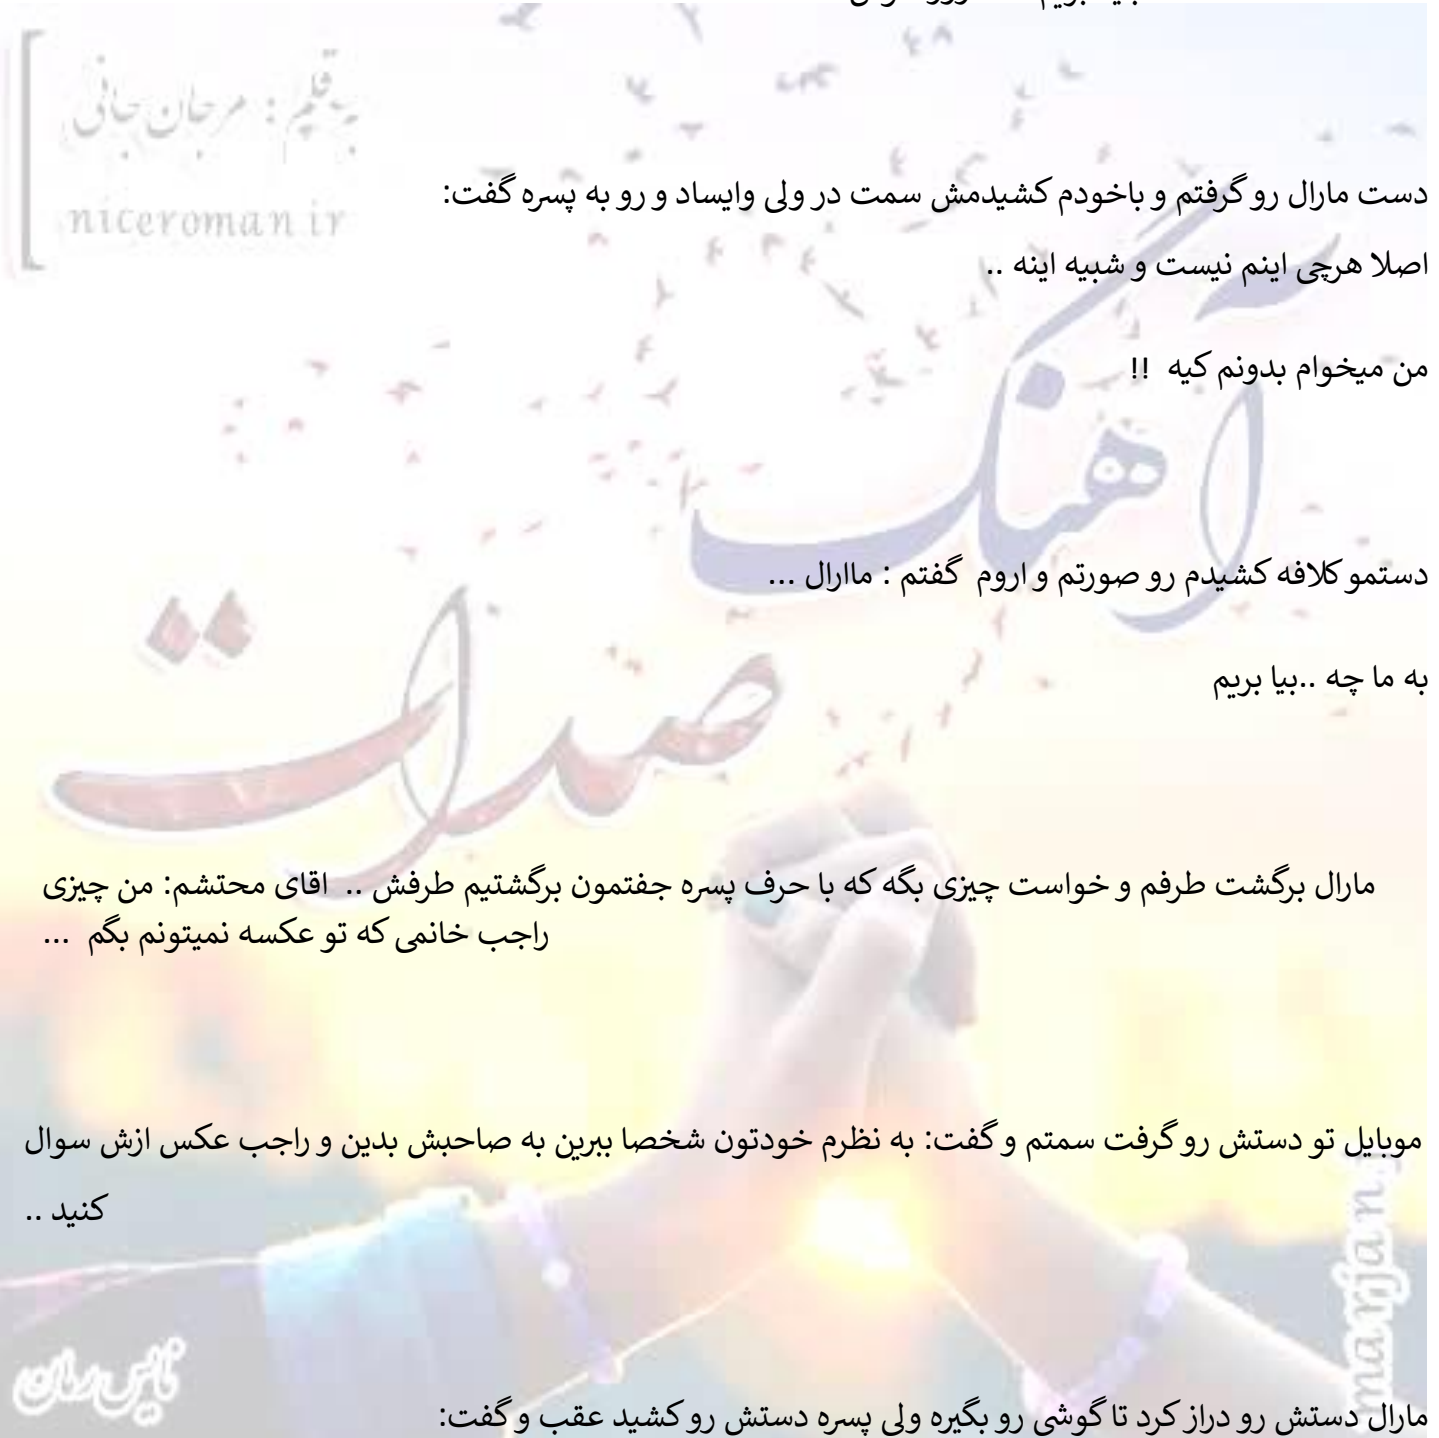 به قلم : مرجان جانی
niceroman.ir
دست مارال رو گرفتم و باخودم کشیدمش سمت در ولی وایساد و رو به پسره گفت:
اصلا هرچی اینم نیست و شبیه اینه ..
من میخوام بدونم کیه !!
آهنگ
دستمو کلافه کشیدم رو صورتم و اروم گفتم : ماارال ...
صدات
به ما چه ..بیا بریم
مارال برگشت طرفم و خواست چیزی بگه که با حرف پسره جفتمون برگشتیم طرفش .. اقای محتشم: من چیزی
راجب خانمی که تو عکسه نمیتونم بگم ...
موبایل تو دستش رو گرفت سمتم و گفت: به نظرم خودتون شخصا ببرین به صاحبش بدین و راجب عکس ازش سوال
کنید ..
manjan
نایس رمان
مارال دستش رو دراز کرد تا گوشی رو بگیره ولی پسره دستش رو کشید عقب و گفت: